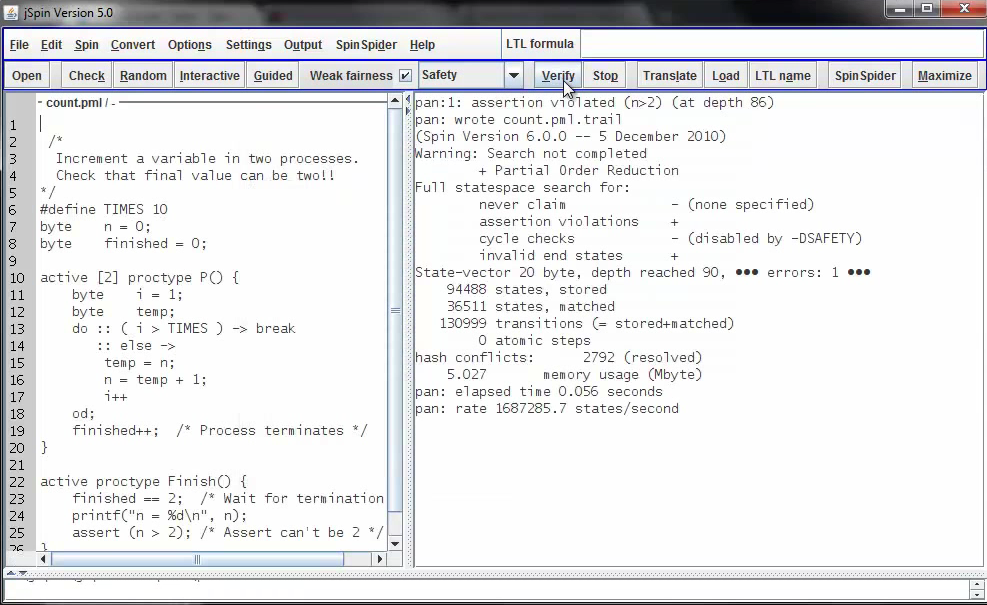 jSpin Version 5.0
File Edit Spin Convert Options Settings Output SpinSpider Help LTL formula
Open Check Random Interactive Guided Weak fairness Safety Verify Stop Translate Load LTL name SpinSpider Maximize
count.pml / -
1
2 /*
3 Increment a variable in two processes.
4 Check that final value can be two!!
5 */
6 #define TIMES 10
7 byte n = 0;
8 byte finished = 0;
9
10 active [2] proctype P() {
11 byte i = 1;
12 byte temp;
13 do :: ( i > TIMES ) -> break
14 :: else ->
15 temp = n;
16 n = temp + 1;
17 i++
18 od;
19 finished++; /* Process terminates */
20 }
21
22 active proctype Finish() {
23 finished == 2; /* Wait for termination
24 printf("n = %d\n", n);
25 assert (n > 2); /* Assert can't be 2 */
26 }
pan:1: assertion violated (n>2) (at depth 86)
pan: wrote count.pml.trail
(Spin Version 6.0.0 -- 5 December 2010)
Warning: Search not completed
+ Partial Order Reduction
Full statespace search for:
never claim - (none specified)
assertion violations +
cycle checks - (disabled by -DSAFETY)
invalid end states +
State-vector 20 byte, depth reached 90, ●●● errors: 1 ●●●
94488 states, stored
36511 states, matched
130999 transitions (= stored+matched)
0 atomic steps
hash conflicts: 2792 (resolved)
5.027 memory usage (Mbyte)
pan: elapsed time 0.056 seconds
pan: rate 1687285.7 states/second